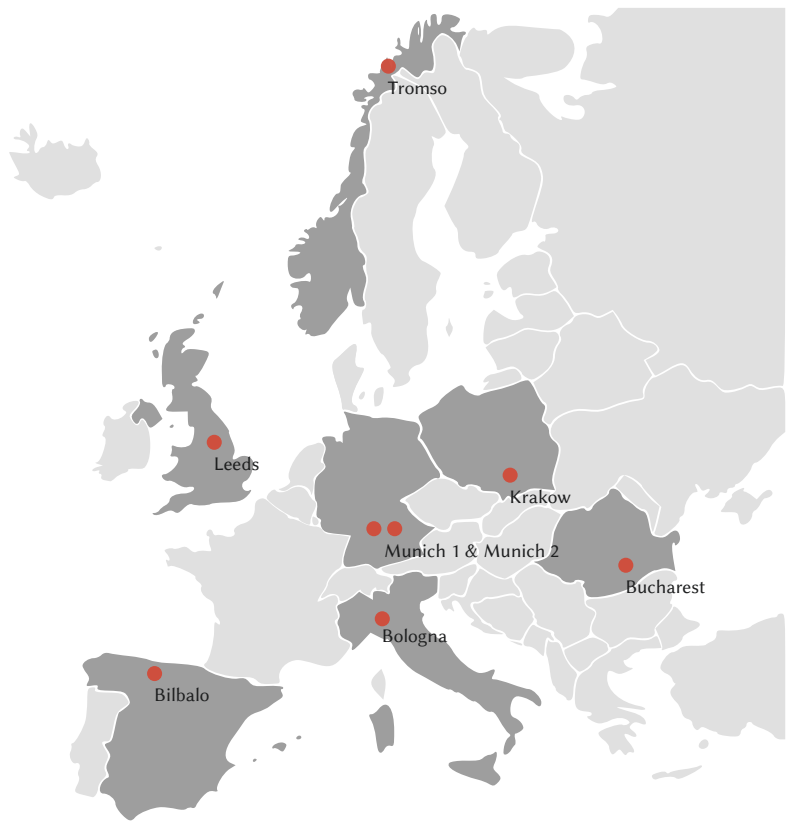 Tromso
Leeds
Krakow
Munich 1 & Munich 2
Bucharest
Bologna
Bilbalo